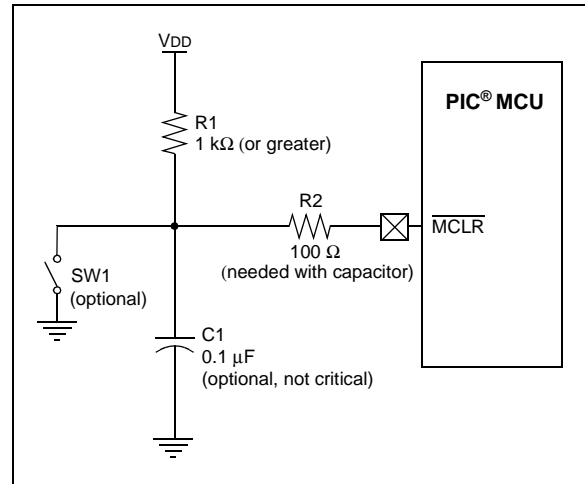 VDD
PIC® MCU
R1
1 kΩ (or greater)
R2
MCLR
100 Ω
(needed with capacitor)
SW1
(optional)
C1
0.1 μF
(optional, not critical)